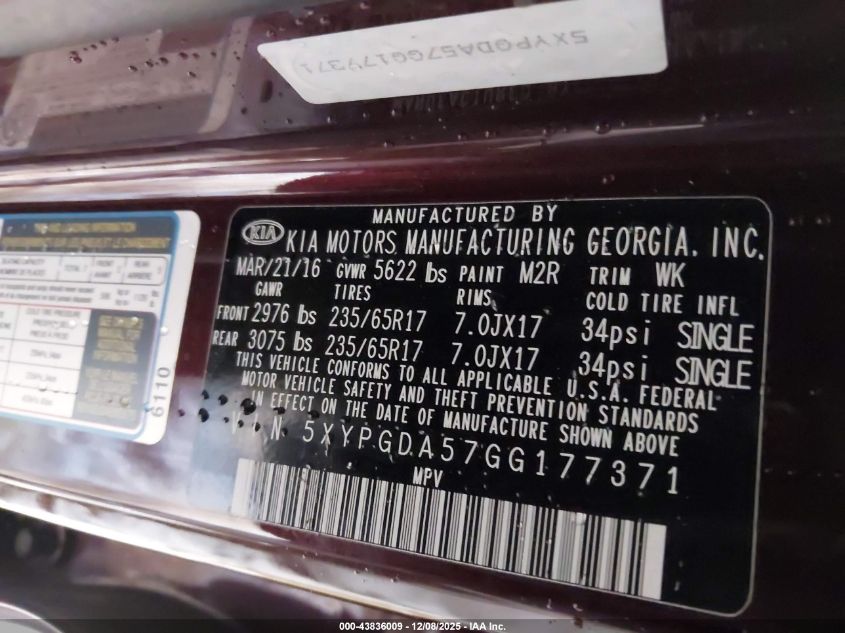 5XYPGDA57GG177371
MANUFACTURED BY
KIA KIA MOTORS MANUFACTURING GEORGIA, INC.
MAR/21/16 GVWR 5622 lbs PAINT M2R TRIM WK
GAWR TIRES RIMS COLD TIRE INFL
FRONT 2976 lbs 235/65R17 7.0JX17 34psi SINGLE
REAR 3075 lbs 235/65R17 7.0JX17 34psi SINGLE
THIS VEHICLE CONFORMS TO ALL APPLICABLE U.S.A. FEDERAL
MOTOR VEHICLE SAFETY AND THEFT PREVENTION STANDARDS
IN EFFECT ON THE DATE OF MANUFACTURE SHOWN ABOVE
V I N 5XYPGDA57GG177371
MPV
TIRE AND LOADING INFORMATION
6110
000-43836009 - 12/08/2025 - IAA Inc.